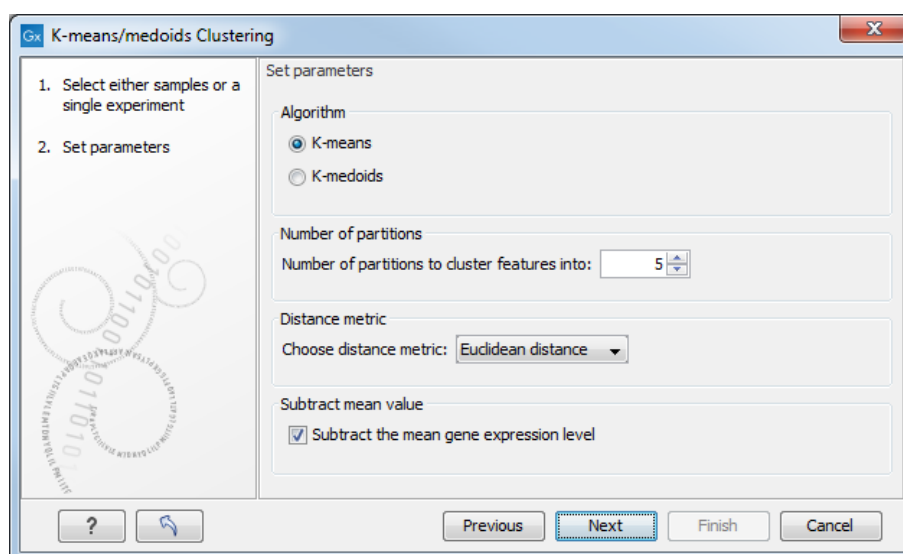 Gx K-means/medoids Clustering
1. Select either samples or a
single experiment
2. Set parameters
Set parameters
Algorithm
K-means
K-medoids
Number of partitions
Number of partitions to cluster features into: 5
Distance metric
Choose distance metric: Euclidean distance
Subtract mean value
Subtract the mean gene expression level
? Previous Next Finish Cancel